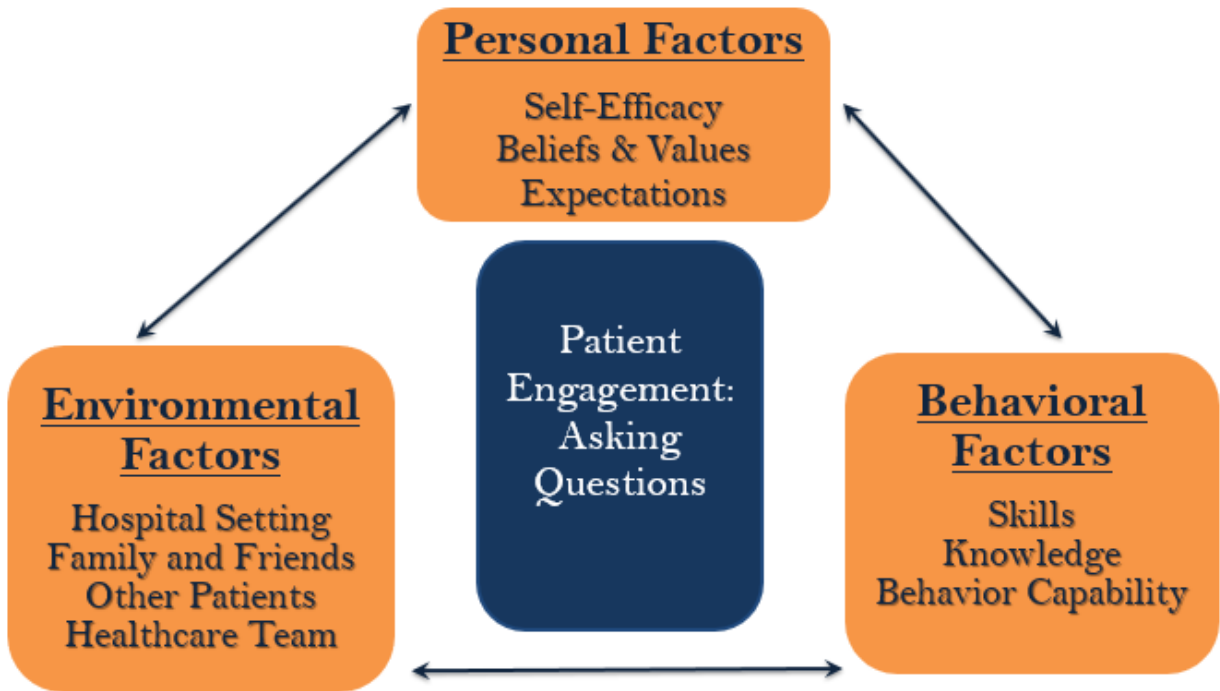 Personal Factors
Self-Efficacy
Beliefs & Values
Expectations
Patient
Engagement:
Asking
Questions
Environmental
Factors
Hospital Setting
Family and Friends
Other Patients
Healthcare Team
Behavioral
Factors
Skills
Knowledge
Behavior Capability